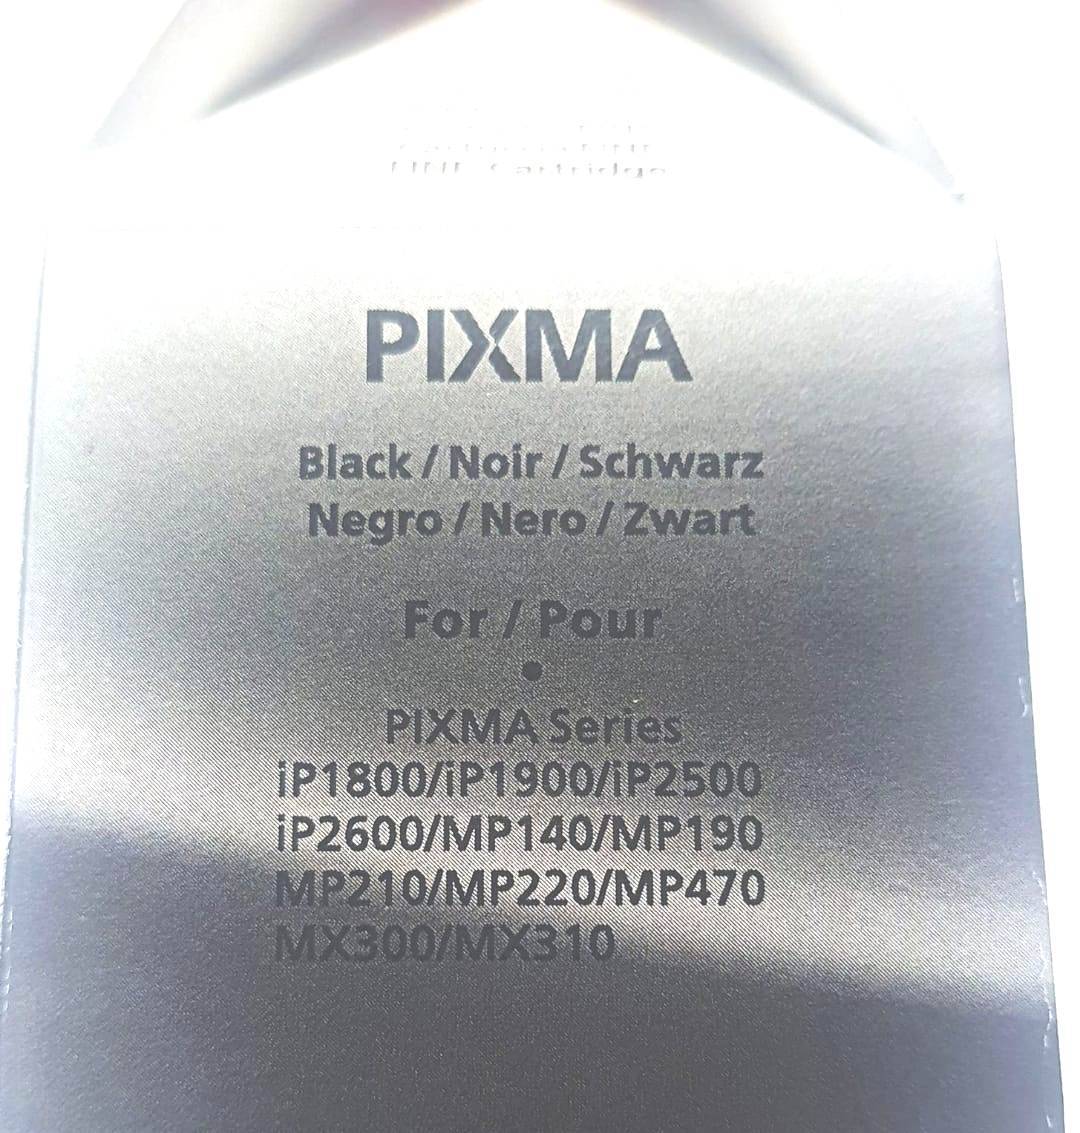 Cartridge
PIXMA
Black / Noir / Schwarz
Negro / Nero / Zwart
For / Pour
•
PIXMA Series
iP1800/iP1900/iP2500
iP2600/MP140/MP190
MP210/MP220/MP470
MX300/MX310